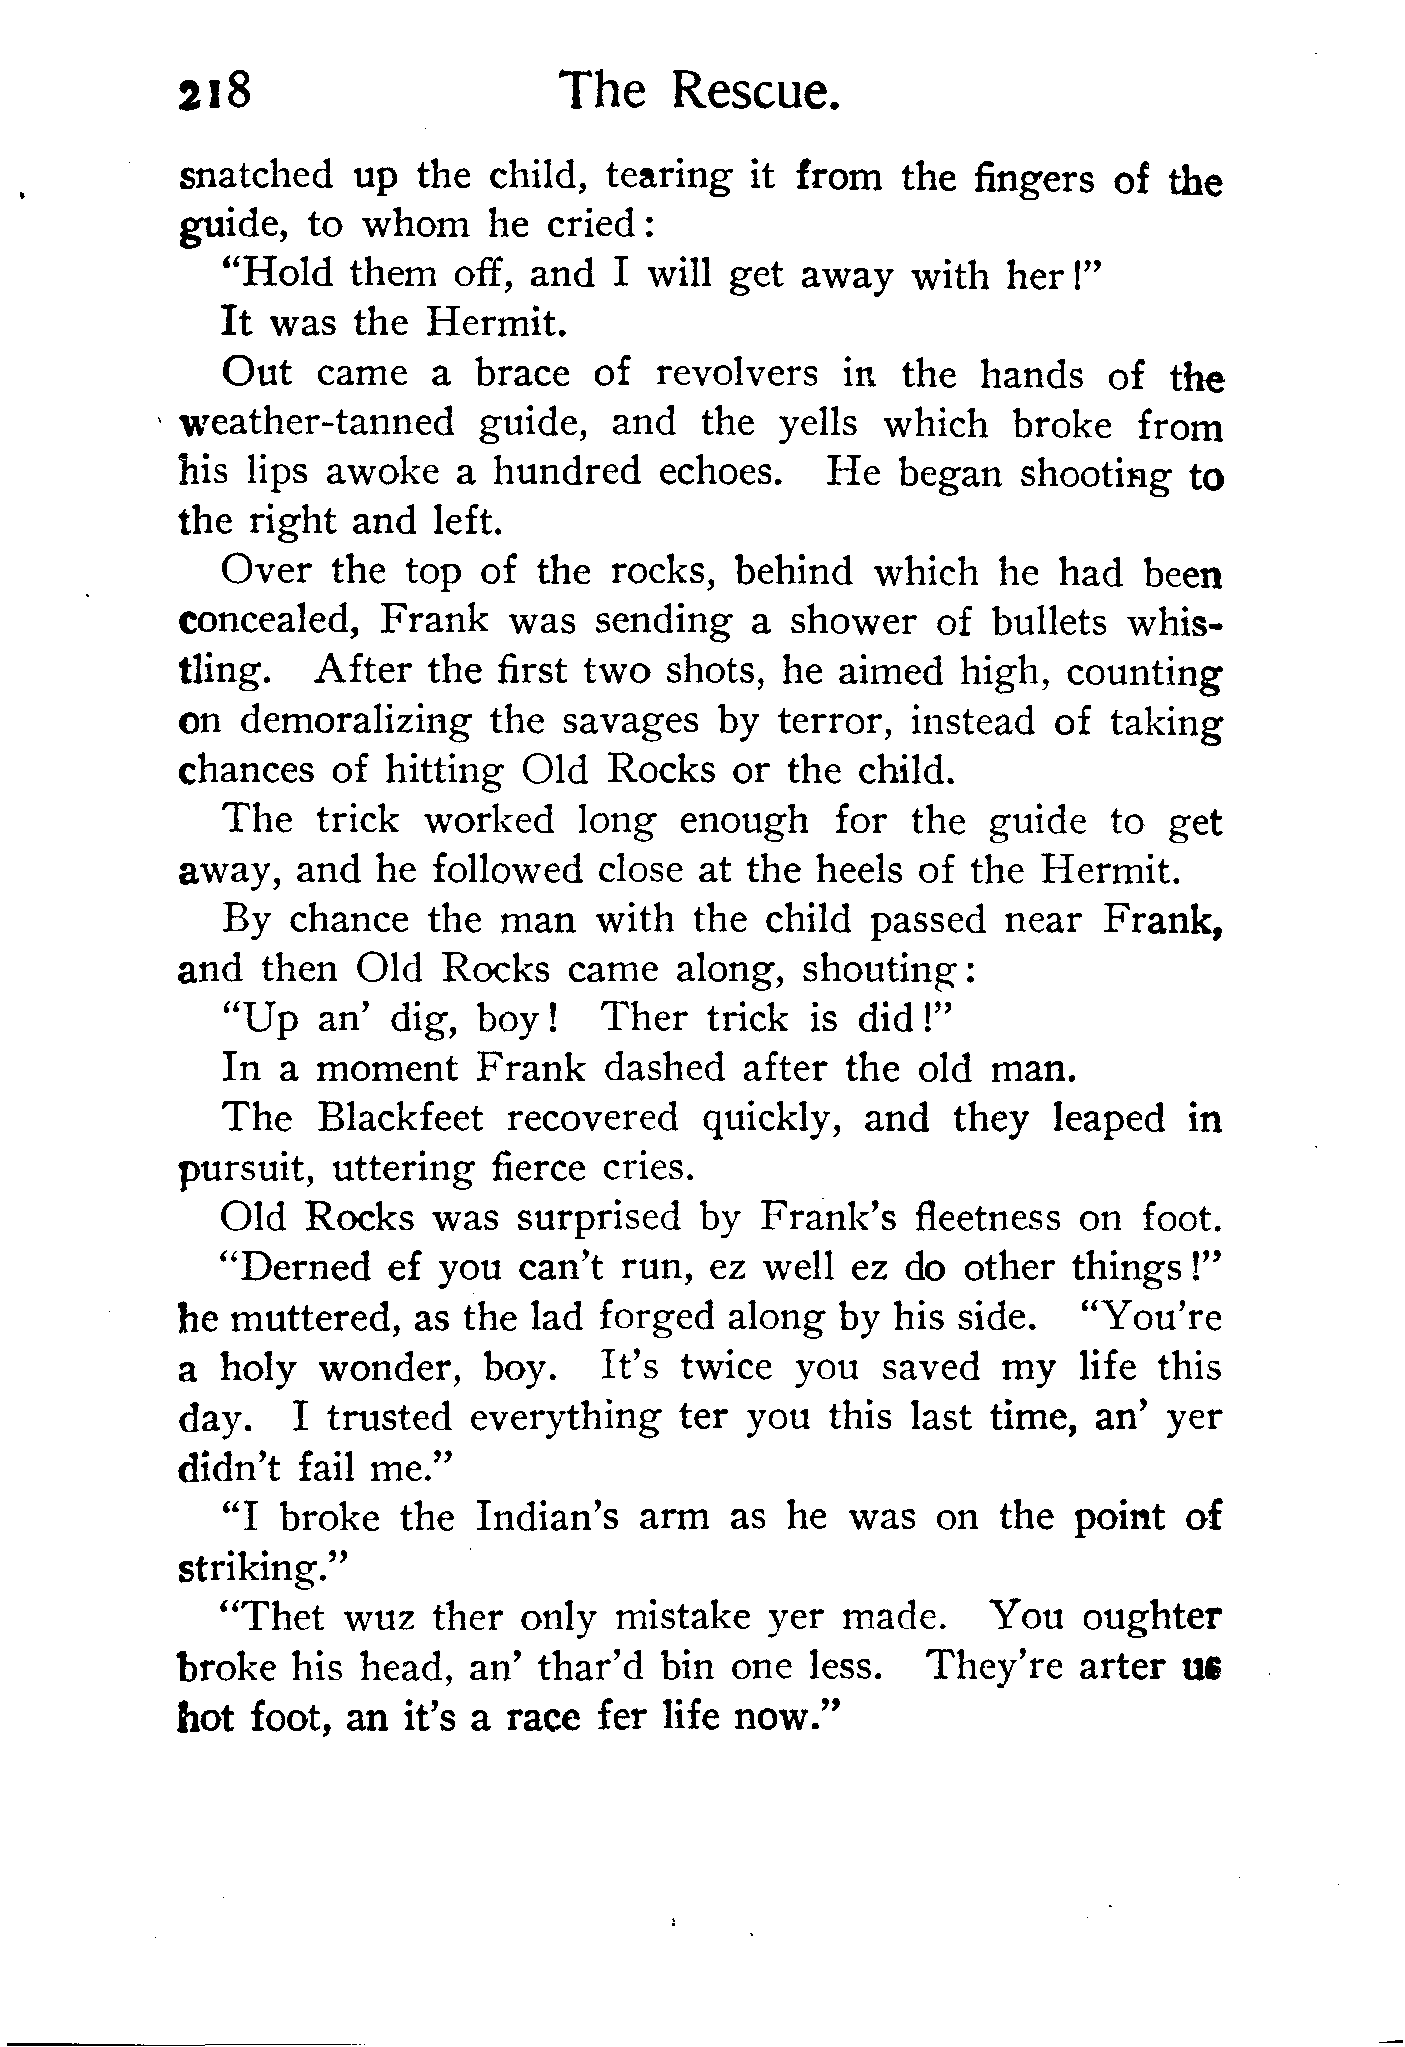 218 The Rescue.
snatched up the child, tearing it from the fingers of the
guide, to whom he cried:
“Hold them off, and I will get away with her!”
It was the Hermit.
Out came a brace of revolvers in the hands of the
weather-tanned guide, and the yells which broke from
his lips awoke a hundred echoes. He began shooting to
the right and left.
Over the top of the rocks, behind which he had been
concealed, Frank was sending a shower of bullets whis-
tling. After the first two shots, he aimed high, counting
on demoralizing the savages by terror, instead of taking
chances of hitting Old Rocks or the child.
The trick worked long enough for the guide to get
away, and he followed close at the heels of the Hermit.
By chance the man with the child passed near Frank,
and then Old Rocks came along, shouting:
“Up an’ dig, boy! Ther trick is did!”
In a moment Frank dashed after the old man.
The Blackfeet recovered quickly, and they leaped in
pursuit, uttering fierce cries.
Old Rocks was surprised by Frank’s fleetness on foot.
“Derned ef you can’t run, ez well ez do other things!”
he muttered, as the lad forged along by his side. “You’re
a holy wonder, boy. It’s twice you saved my life this
day. I trusted everything ter you this last time, an’ yer
didn’t fail me.”
“I broke the Indian’s arm as he was on the point of
striking.”
“Thet wuz ther only mistake yer made. You oughter
broke his head, an’ thar’d bin one less. They’re arter us
hot foot, an it’s a race fer life now.”